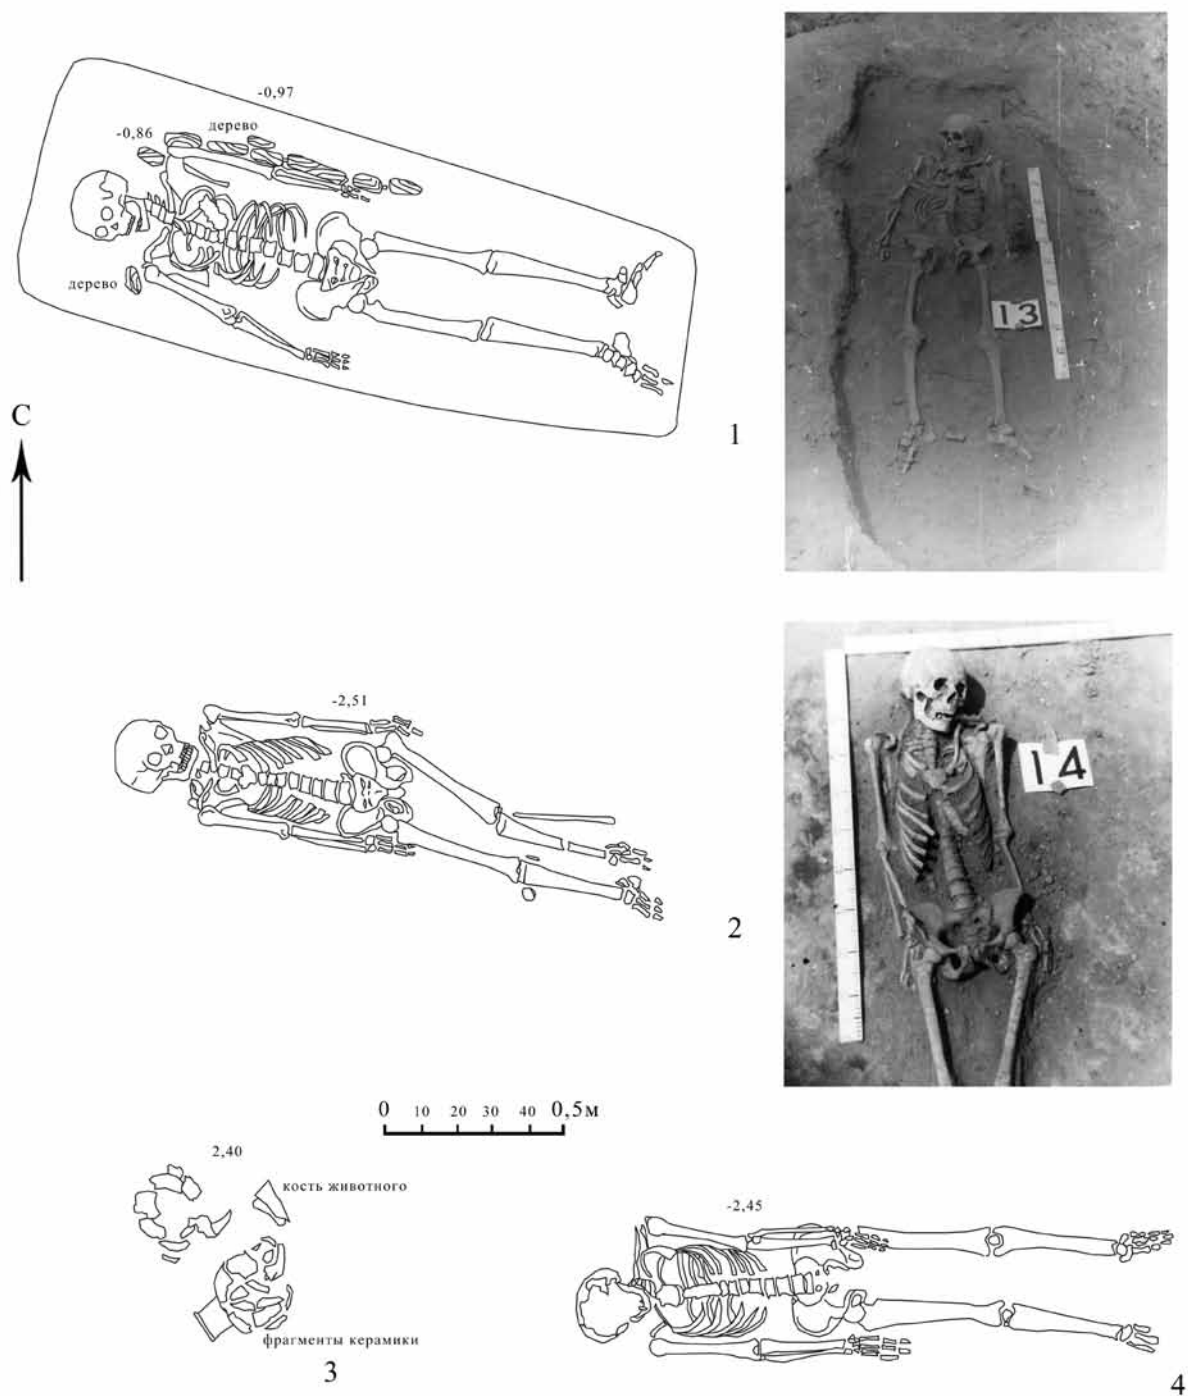 -0,97
дерево
-0,86
дерево
13
1
С
-2,51
14
2
0 10 20 30 40 0,5м
2,40
кость животного
-2,45
фрагменты керамики
3
4